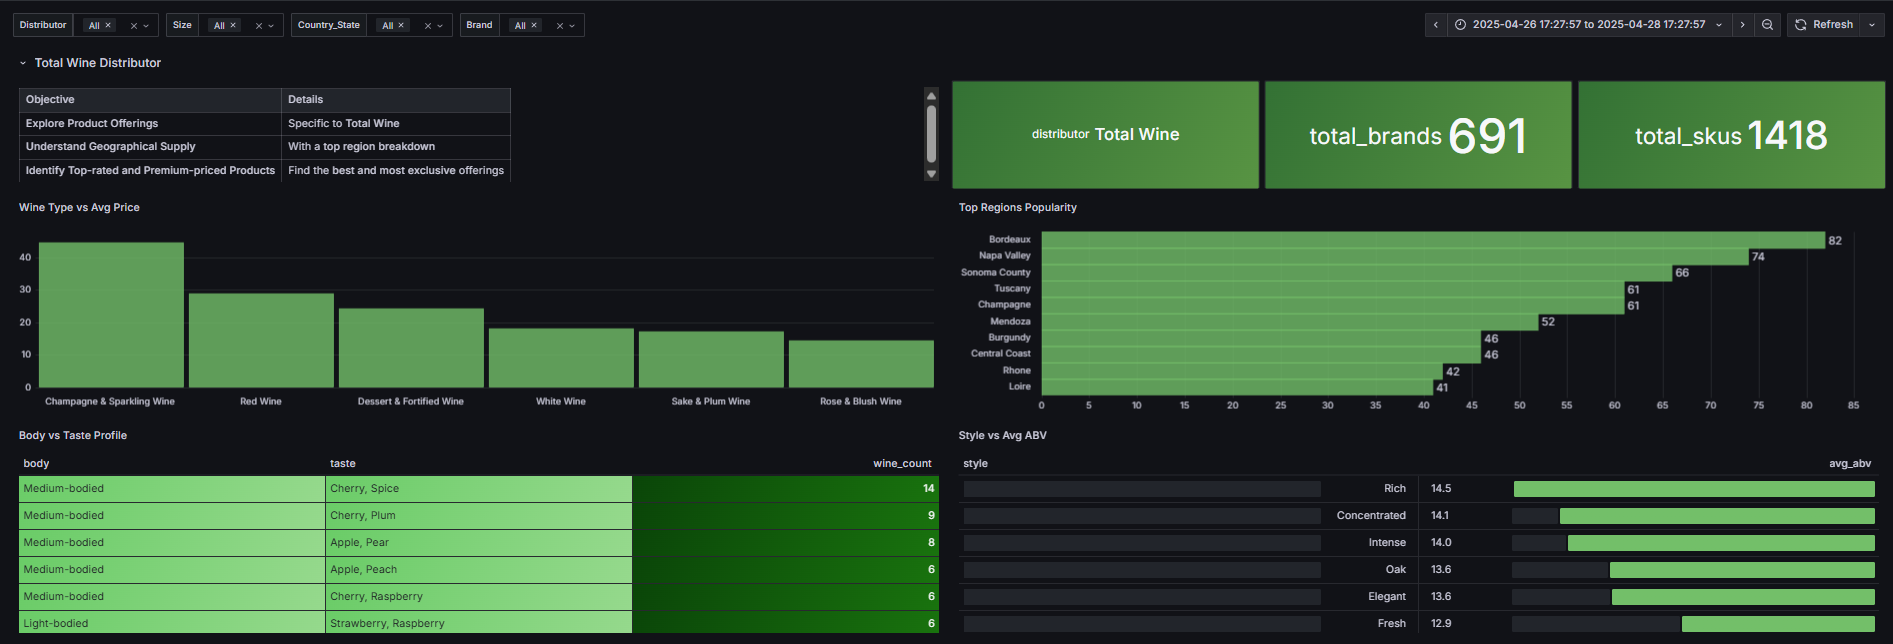 Distributor All × × Size All × × Country_State All × × Brand All × × 2025-04-26 17:27:57 to 2025-04-28 17:27:57 Refresh
Total Wine Distributor
Objective Details
Explore Product Offerings Specific to Total Wine
Understand Geographical Supply With a top region breakdown
Identify Top-rated and Premium-priced Products Find the best and most exclusive offerings
distributor Total Wine
total_brands 691
total_skus 1418
Wine Type vs Avg Price
40
30
20
10
0
Champagne & Sparkling Wine Red Wine Dessert & Fortified Wine White Wine Sake & Plum Wine Rose & Blush Wine
Top Regions Popularity
Bordeaux 82
Napa Valley 74
Sonoma County 66
Tuscany 61
Champagne 61
Mendoza 52
Burgundy 46
Central Coast 46
Rhone 42
Loire 41
0 5 10 15 20 25 30 35 40 45 50 55 60 65 70 75 80 85
Body vs Taste Profile
body taste wine_count
Medium-bodied Cherry, Spice 14
Medium-bodied Cherry, Plum 9
Medium-bodied Apple, Pear 8
Medium-bodied Apple, Peach 6
Medium-bodied Cherry, Raspberry 6
Light-bodied Strawberry, Raspberry 6
Style vs Avg ABV
style avg_abv
Rich 14.5
Concentrated 14.1
Intense 14.0
Oak 13.6
Elegant 13.6
Fresh 12.9